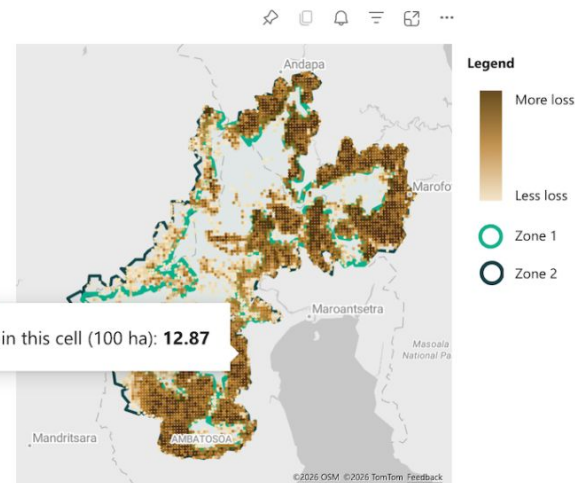 Andapa
Legend
More loss
Marofo
Less loss
Zone 1
Zone 2
Maroantsetra
in this cell (100 ha): 12.87
Masoala
National Pa
Mandritsara
AMBATOSOA
©2026 OSM ©2026 TomTom Feedback